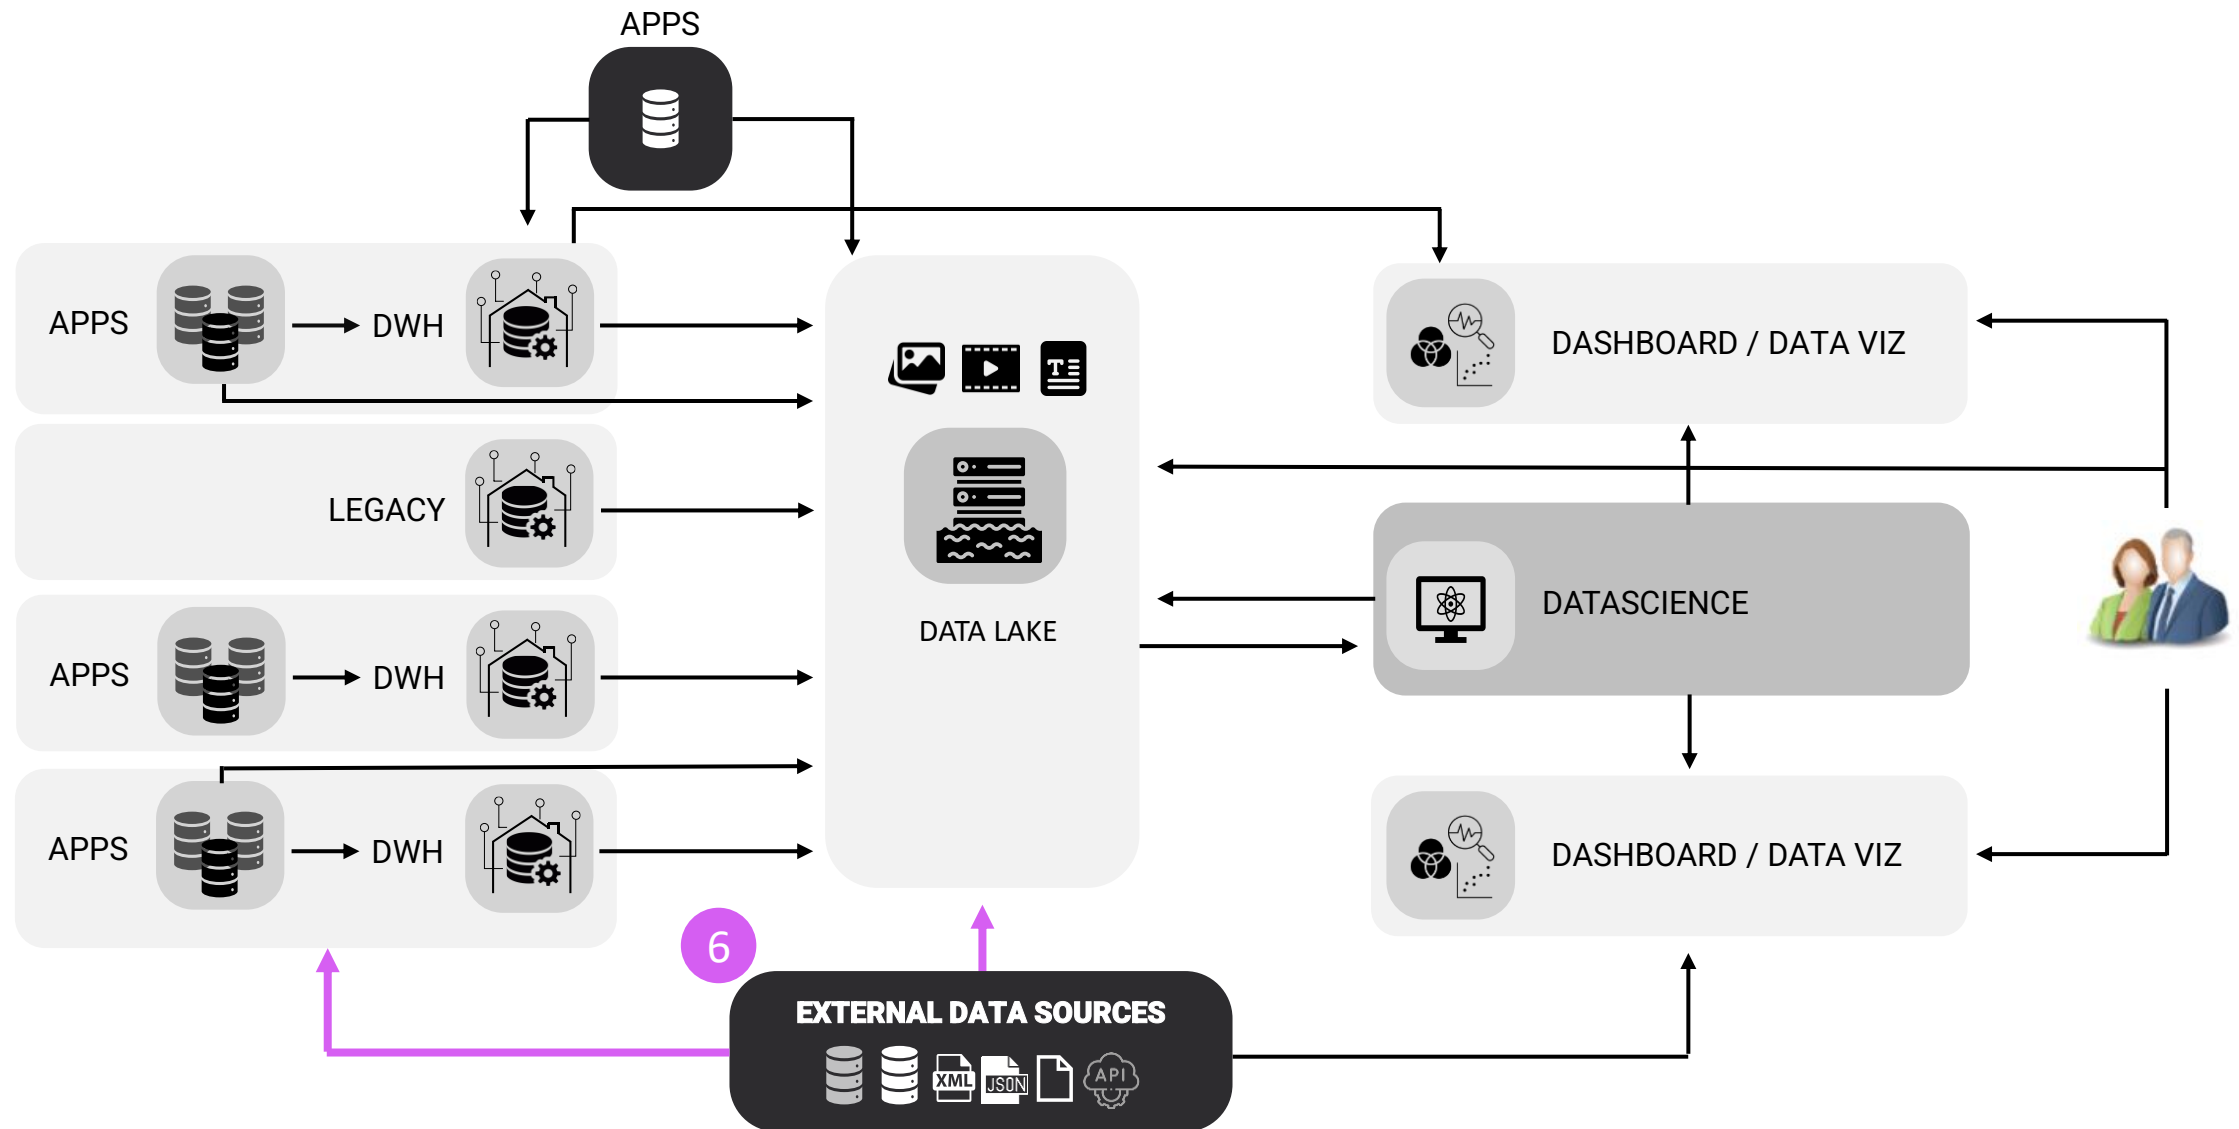 APPS
APPS
DWH
DASHBOARD / DATA VIZ
T
LEGACY
DATA LAKE
DATASCIENCE
APPS
DWH
APPS
DWH
DASHBOARD / DATA VIZ
6
EXTERNAL DATA SOURCES
XML
JSON
API